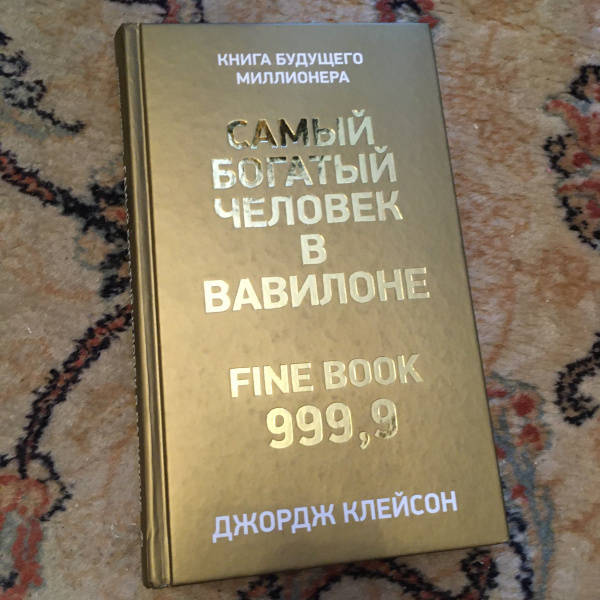 КНИГА БУДУЩЕГО
МИЛЛИОНЕРА
САМЫЙ
БОГАТЫЙ
ЧЕЛОВЕК
В
ВАВИЛОНЕ
FINE BOOK
999,9
ДЖОРДЖ КЛЕЙСОН